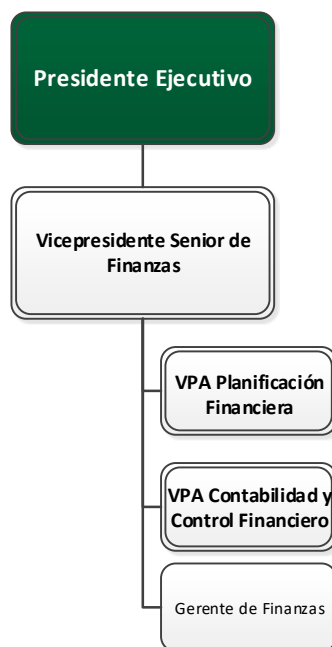 Presidente Ejecutivo
Vicepresidente Senior de
Finanzas
VPA Planificación
Financiera
VPA Contabilidad y
Control Financiero
Gerente de Finanzas